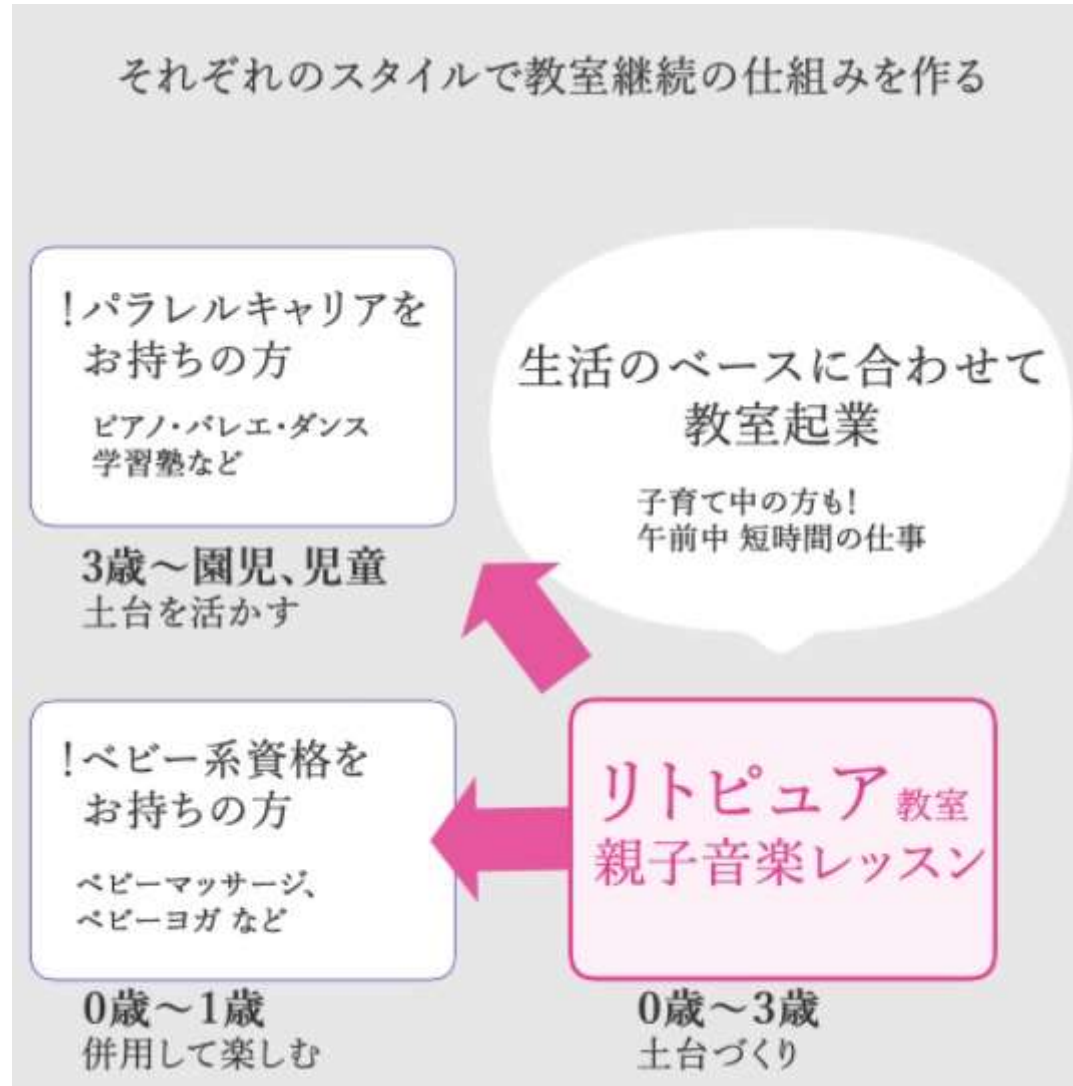 それぞれのスタイルで教室継続の仕組みを作る
！パラレルキャリアを
お持ちの方
ピアノ・バレエ・ダンス
学習塾など
3歳〜園児、児童
土台を活かす
生活のベースに合わせて
教室起業
子育て中の方も！
午前中 短時間の仕事
！ベビー系資格を
お持ちの方
ベビーマッサージ、
ベビーヨガ など
0歳〜1歳
併用して楽しむ
リトピュア 教室
親子音楽レッスン
0歳〜3歳
土台づくり